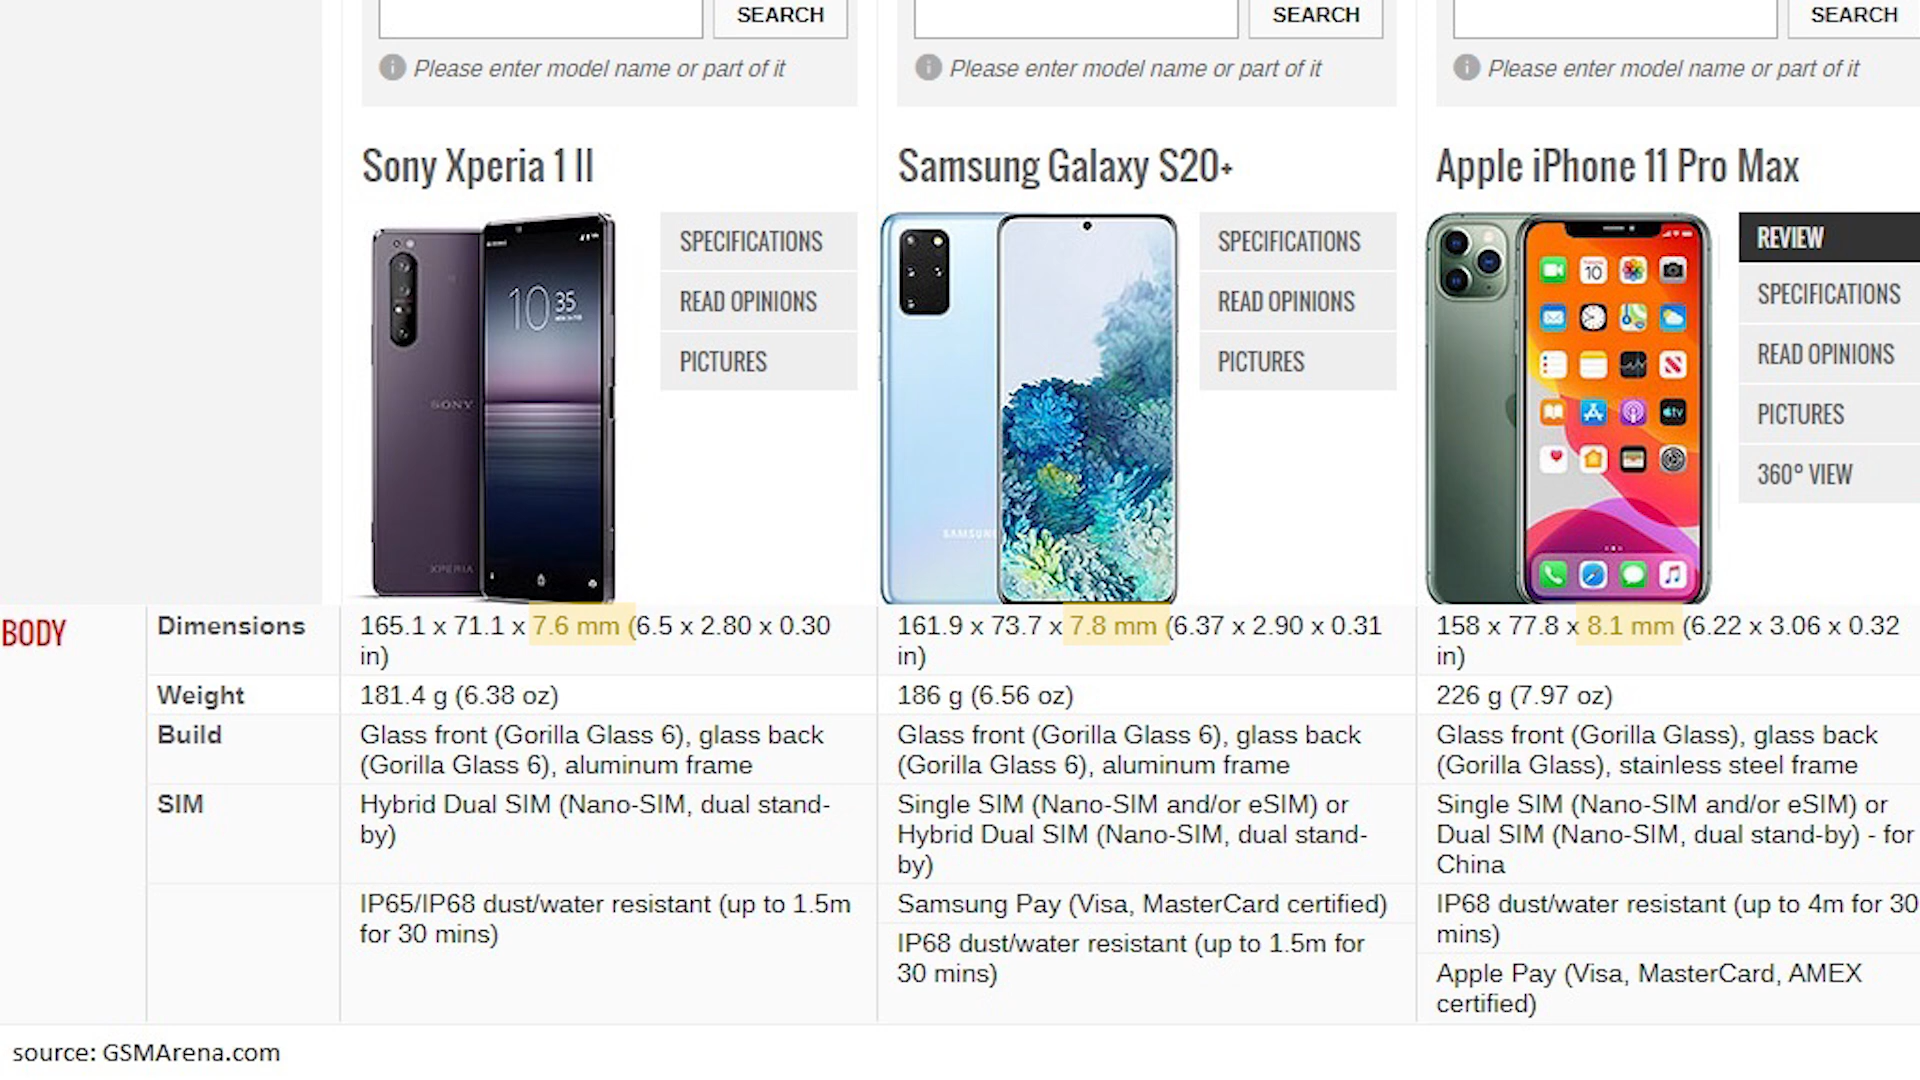 SEARCH
SEARCH
SEARCH
Please enter model name or part of it
Please enter model name or part of it
Please enter model name or part of it
Sony Xperia 1 II
SPECIFICATIONS
READ OPINIONS
PICTURES
10 35
SONY
XPERIA
Samsung Galaxy S20+
SPECIFICATIONS
READ OPINIONS
PICTURES
SAMSUNG
Apple iPhone 11 Pro Max
REVIEW
SPECIFICATIONS
READ OPINIONS
PICTURES
360° VIEW
10
tv
BODY
Dimensions
165.1 x 71.1 x 7.6 mm (6.5 x 2.80 x 0.30
in)
161.9 x 73.7 x 7.8 mm (6.37 x 2.90 x 0.31
in)
158 x 77.8 x 8.1 mm (6.22 x 3.06 x 0.32
in)
Weight
181.4 g (6.38 oz)
186 g (6.56 oz)
226 g (7.97 oz)
Build
Glass front (Gorilla Glass 6), glass back
(Gorilla Glass 6), aluminum frame
Glass front (Gorilla Glass 6), glass back
(Gorilla Glass 6), aluminum frame
Glass front (Gorilla Glass), glass back
(Gorilla Glass), stainless steel frame
SIM
Hybrid Dual SIM (Nano-SIM, dual stand-
by)
Single SIM (Nano-SIM and/or eSIM) or
Hybrid Dual SIM (Nano-SIM, dual stand-
by)
Single SIM (Nano-SIM and/or eSIM) or
Dual SIM (Nano-SIM, dual stand-by) - for
China
IP65/IP68 dust/water resistant (up to 1.5m
for 30 mins)
Samsung Pay (Visa, MasterCard certified)
IP68 dust/water resistant (up to 1.5m for
30 mins)
IP68 dust/water resistant (up to 4m for 30
mins)
Apple Pay (Visa, MasterCard, AMEX
certified)
source: GSMArena.com